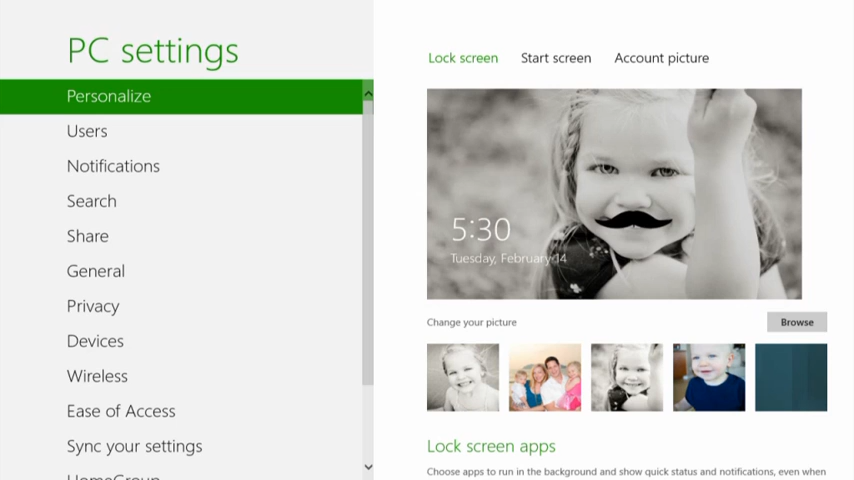 PC settings
Personalize
Users
Notifications
Search
Share
General
Privacy
Devices
Wireless
Ease of Access
Sync your settings
HomeGroup
Lock screen Start screen Account picture
5:30
Tuesday, February 14
Change your picture
Browse
Lock screen apps
Choose apps to run in the background and show quick status and notifications, even when